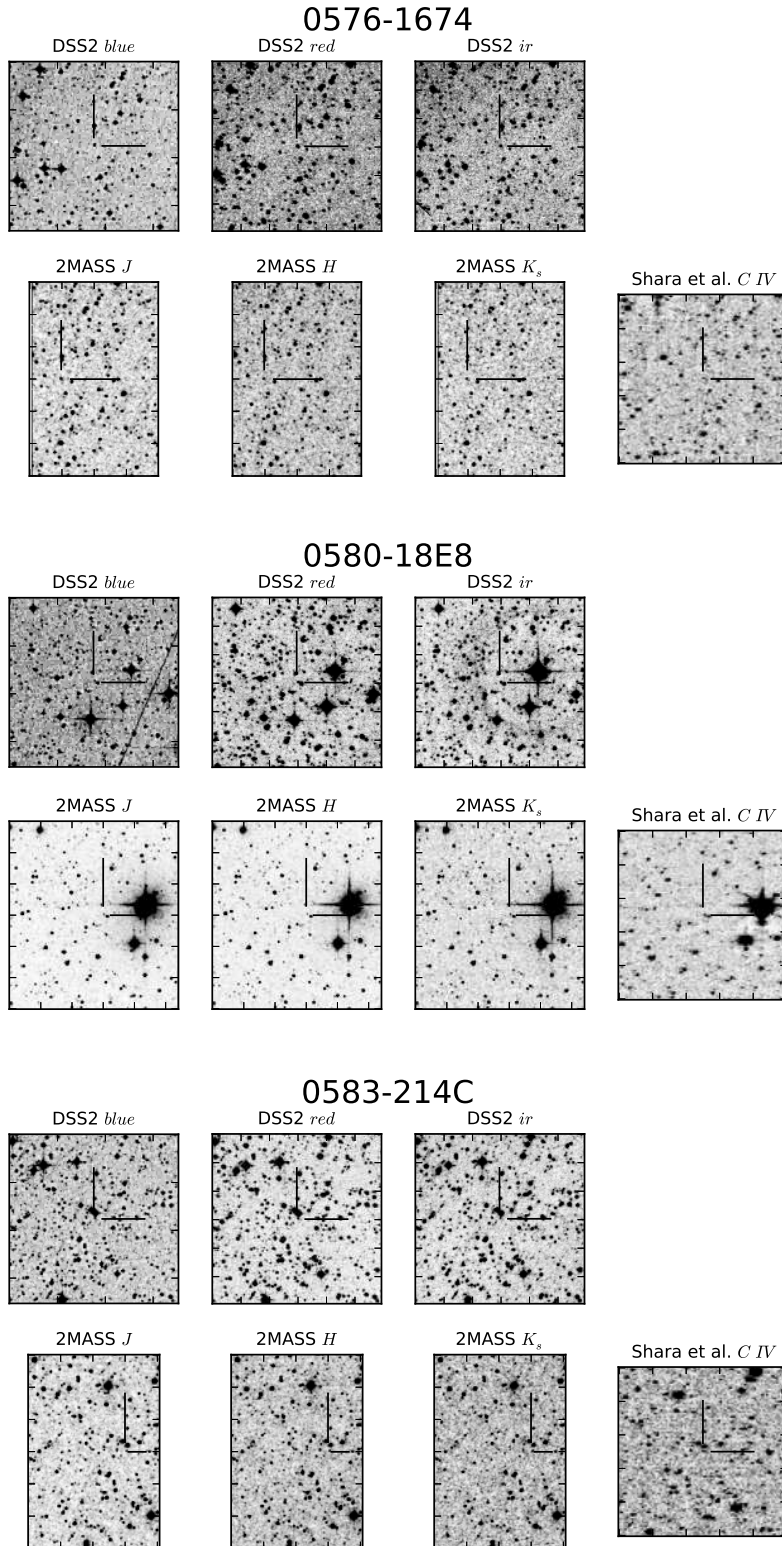 0576-1674
DSS2 blue DSS2 red DSS2 ir
2MASS J 2MASS H 2MASS Ks Shara et al. C IV
0580-18E8
DSS2 blue DSS2 red DSS2 ir
2MASS J 2MASS H 2MASS Ks Shara et al. C IV
0583-214C
DSS2 blue DSS2 red DSS2 ir
2MASS J 2MASS H 2MASS Ks Shara et al. C IV